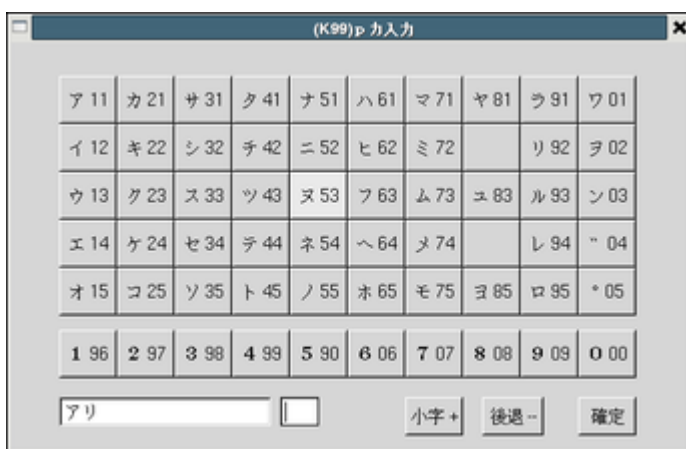 (K99)p カ入力
ア 11 カ 21 サ 31 タ 41 ナ 51 ハ 61 マ 71 ヤ 81 ラ 91 ワ 01
イ 12 キ 22 シ 32 チ 42 ニ 52 ヒ 62 ミ 72 リ 92 ヲ 02
ウ 13 グ 23 ス 33 ツ 43 ヌ 53 フ 63 ム 73 ュ 83 ル 93 ン 03
エ 14 ケ 24 セ 34 テ 44 ネ 54 ヘ 64 メ 74 レ 94 ゛ 04
オ 15 コ 25 ソ 35 ト 45 ノ 55 ホ 65 モ 75 ヨ 85 ロ 95 ゜ 05
1 96 2 97 3 98 4 99 5 90 6 06 7 07 8 08 9 09 0 00
アリ 小字+ 後退-- 確定